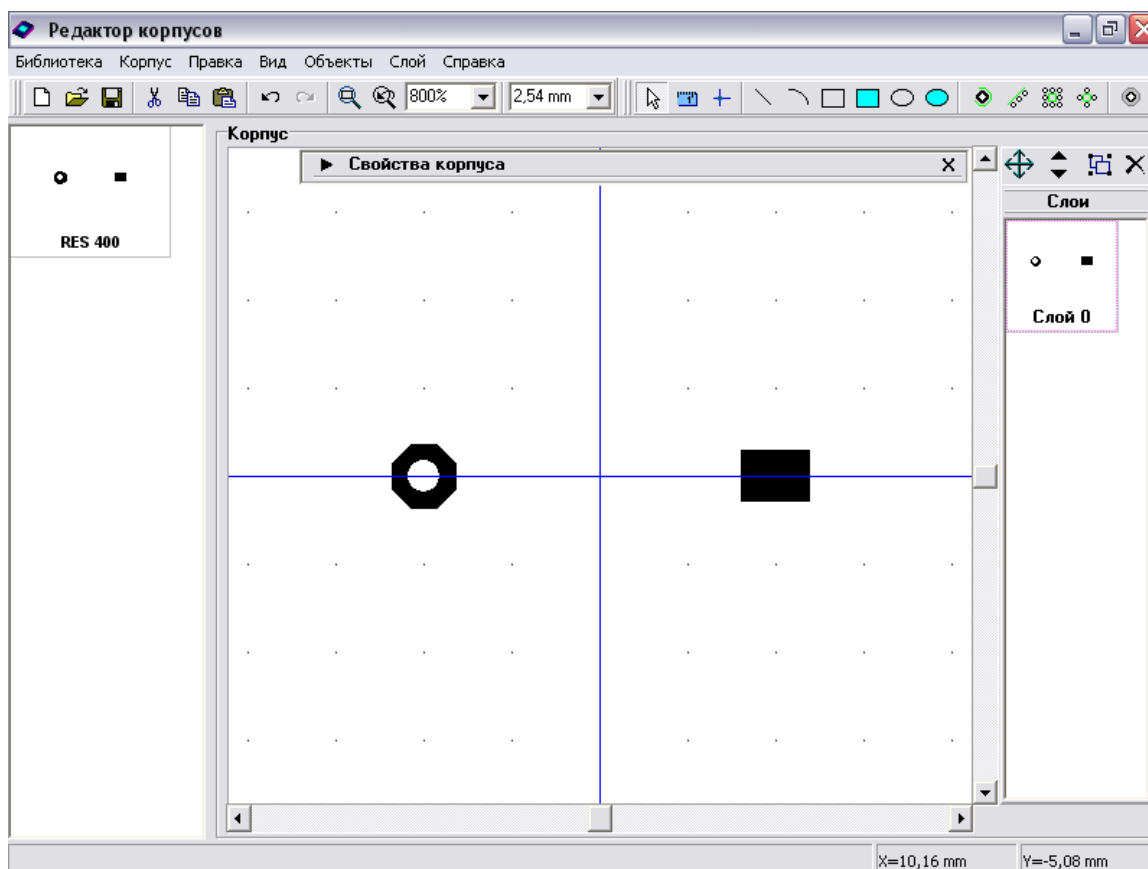 Редактор корпусов
Библиотека Корпус Правка Вид Объекты Слой Справка
800% 2,54 mm
Корпус
Свойства корпуса
RES 400
Слои
Слой 0
X=10,16 mm Y=-5,08 mm